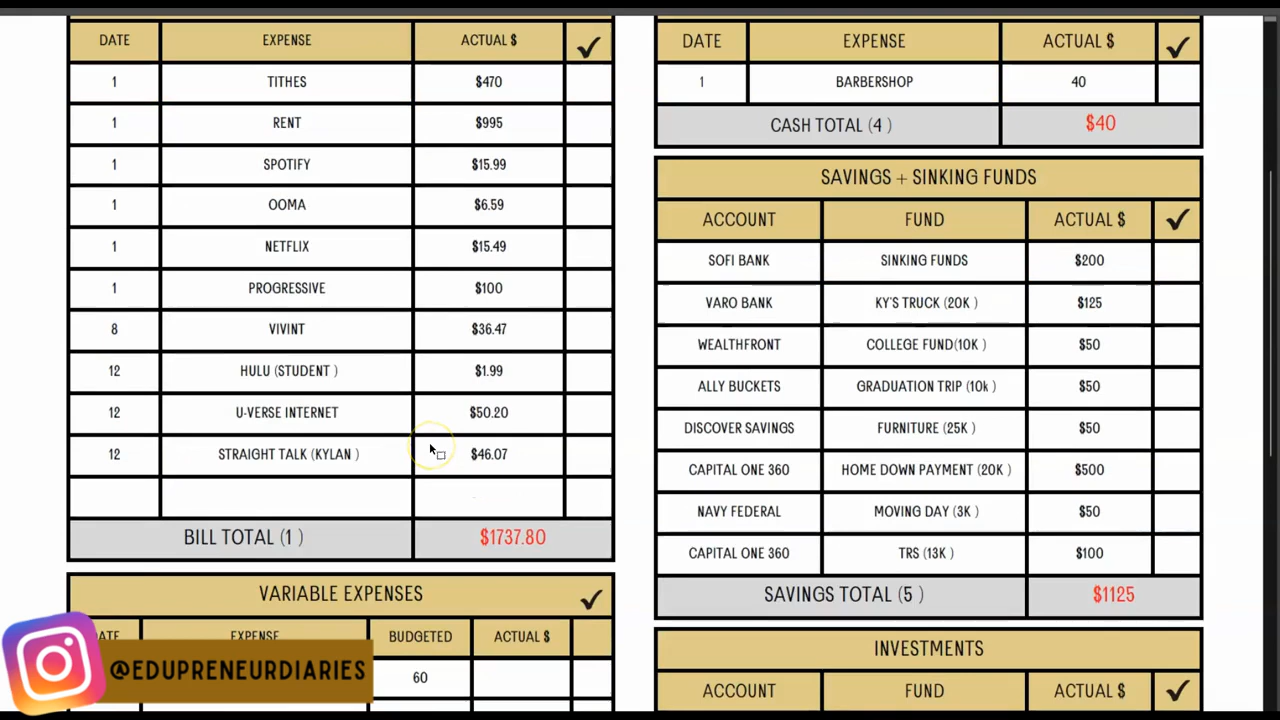 DATE EXPENSE ACTUAL $ ✓
1 TITHES $470
1 RENT $995
1 SPOTIFY $15.99
1 OOMA $6.59
1 NETFLIX $15.49
1 PROGRESSIVE $100
8 VIVINT $36.47
12 HULU (STUDENT ) $1.99
12 U-VERSE INTERNET $50.20
12 STRAIGHT TALK (KYLAN ) $46.07
BILL TOTAL (1 ) $1737.80
VARIABLE EXPENSES ✓
EXPENSE BUDGETED ACTUAL $
60
@EDUPRENEURDIARIES
DATE EXPENSE ACTUAL $ ✓
1 BARBERSHOP 40
CASH TOTAL (4 ) $40
SAVINGS + SINKING FUNDS
ACCOUNT FUND ACTUAL $ ✓
SOFI BANK SINKING FUNDS $200
VARO BANK KY'S TRUCK (20K ) $125
WEALTHFRONT COLLEGE FUND(10K ) $50
ALLY BUCKETS GRADUATION TRIP (10k ) $50
DISCOVER SAVINGS FURNITURE (25K ) $50
CAPITAL ONE 360 HOME DOWN PAYMENT (20K ) $500
NAVY FEDERAL MOVING DAY (3K ) $50
CAPITAL ONE 360 TRS (13K ) $100
SAVINGS TOTAL (5 ) $1125
INVESTMENTS
ACCOUNT FUND ACTUAL $ ✓